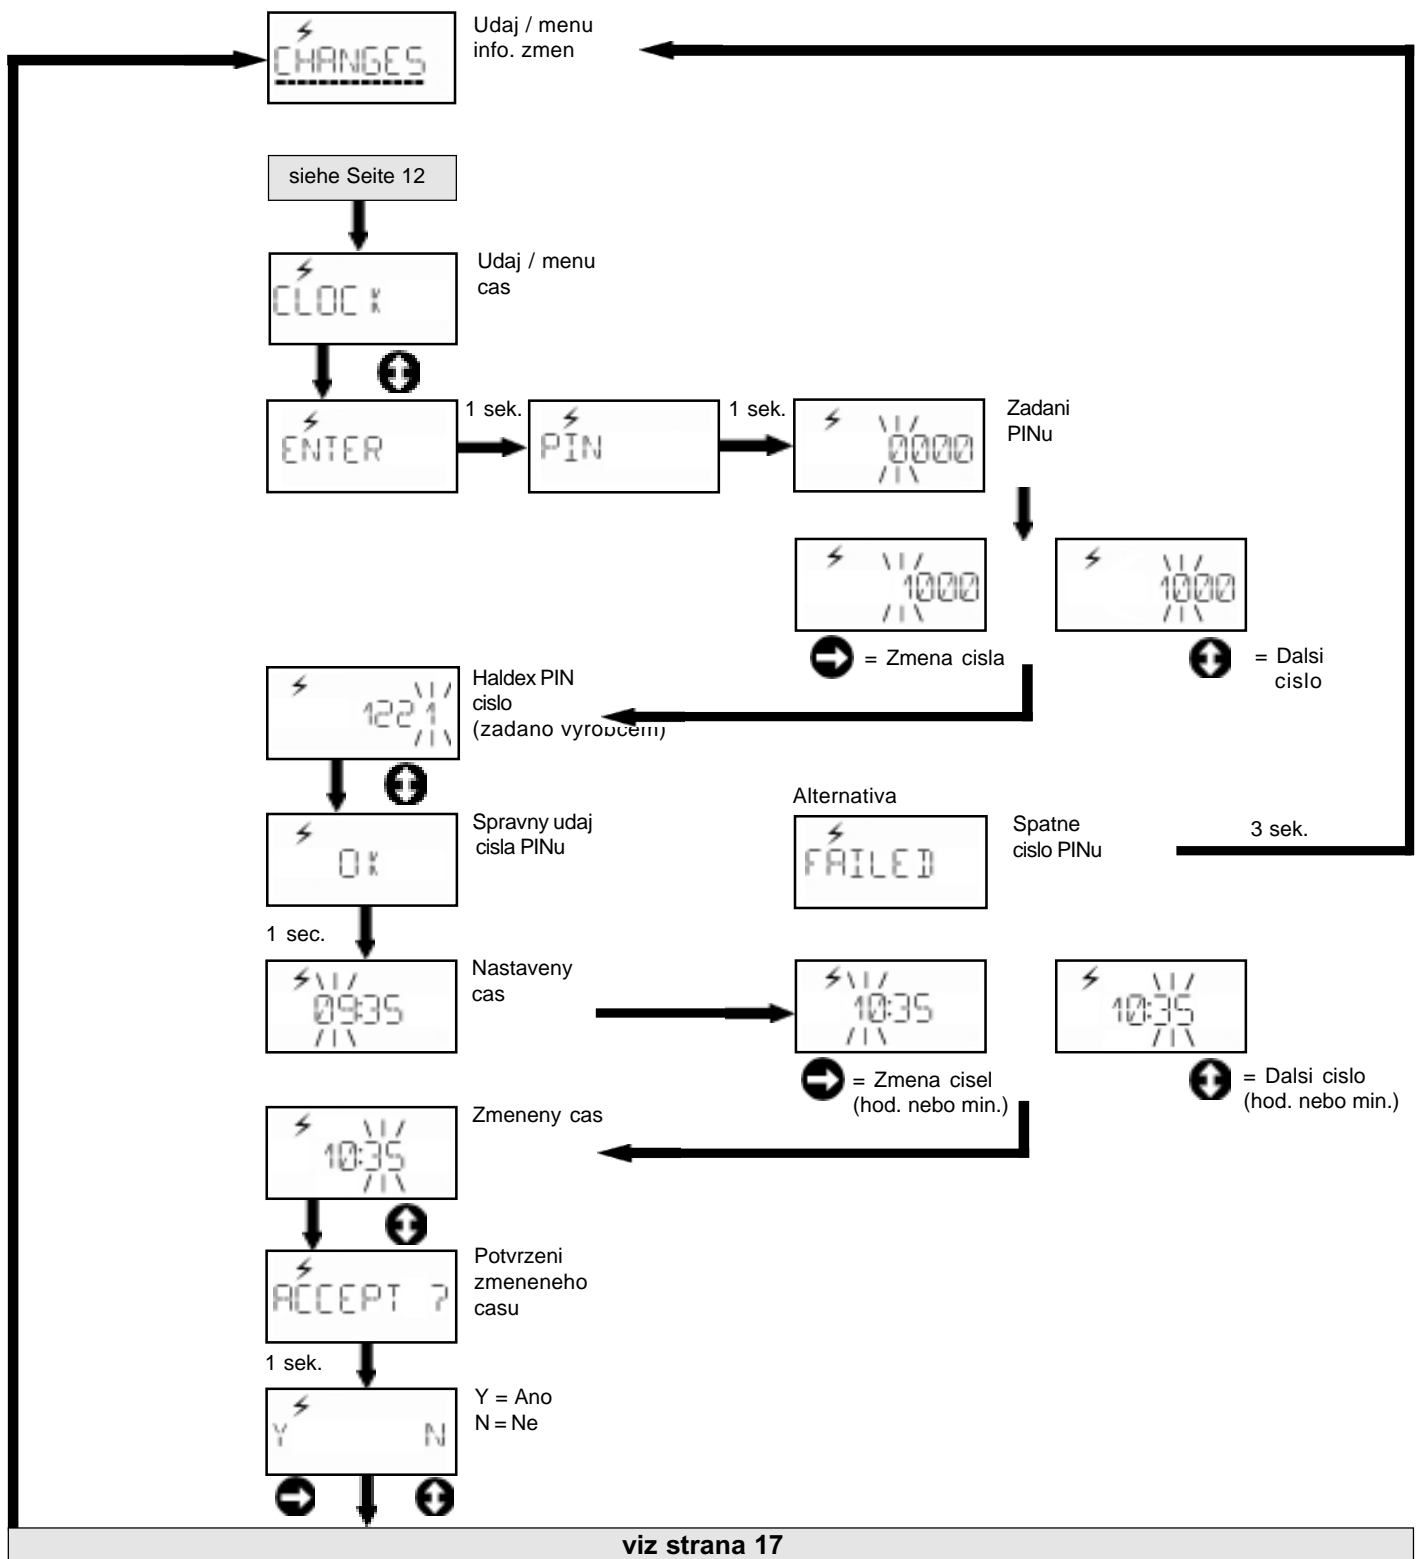 CHANGES
Udaj / menu
info. zmen
siehe Seite 12
CLOCK
Udaj / menu
cas
ENTER
1 sek.
PIN
1 sek.
0000
Zadani
PINu
1000
= Zmena cisla
1000
= Dalsi
cislo
1221
Haldex PIN
cislo
(zadano vyrobcem)
OK
Spravny udaj
cisla PINu
Alternativa
FAILED
Spatne
cislo PINu
3 sek.
1 sec.
09:35
Nastaveny
cas
10:35
= Zmena cisel
(hod. nebo min.)
10:35
= Dalsi cislo
(hod. nebo min.)
10:35
Zmeneny cas
ACCEPT ?
Potvrzeni
zmeneneho
casu
1 sek.
Y N
Y = Ano
N = Ne
viz strana 17